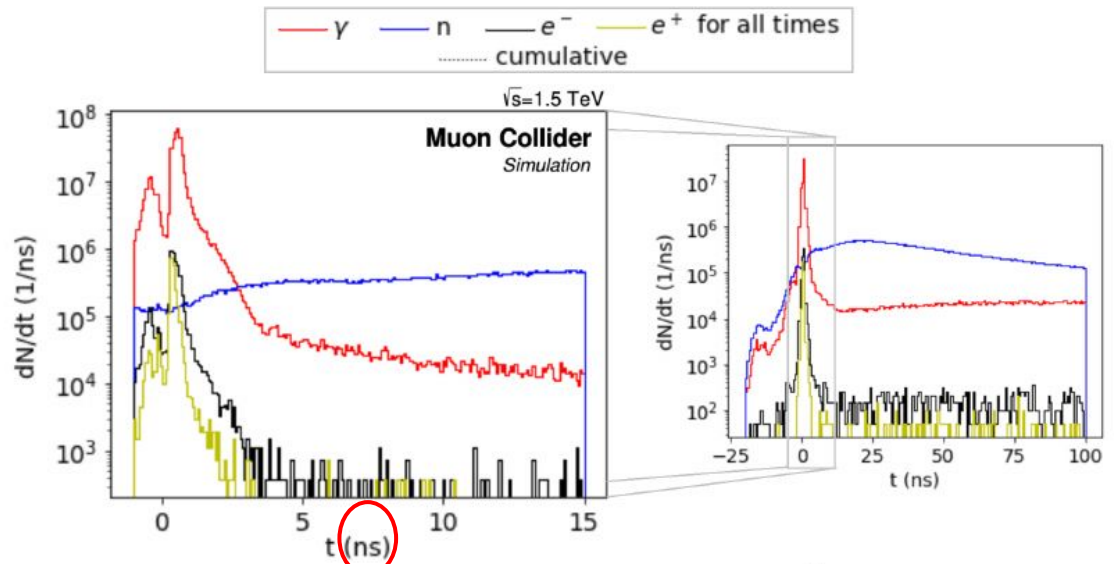 γ n e⁻ e⁺ for all times
cumulative
√s=1.5 TeV
Muon Collider
Simulation
10⁸
10⁷
10⁶
10⁵
10⁴
10³
dN/dt (1/ns)
0 5 10 15
t (ns)
10⁷
10⁶
10⁵
10⁴
10³
10²
dN/dt (1/ns)
−25 0 25 50 75 100
t (ns)